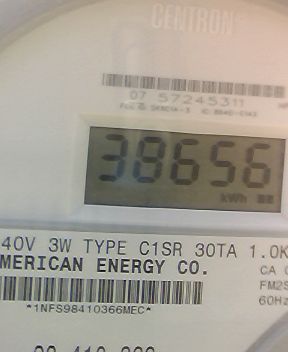 CENTRON
07 57245311
38656
kWh
40V 3W TYPE C1SR 30TA 1.0K
MERICAN ENERGY CO.
CA
FM2S
60Hz
*1NFS98410366MEC*